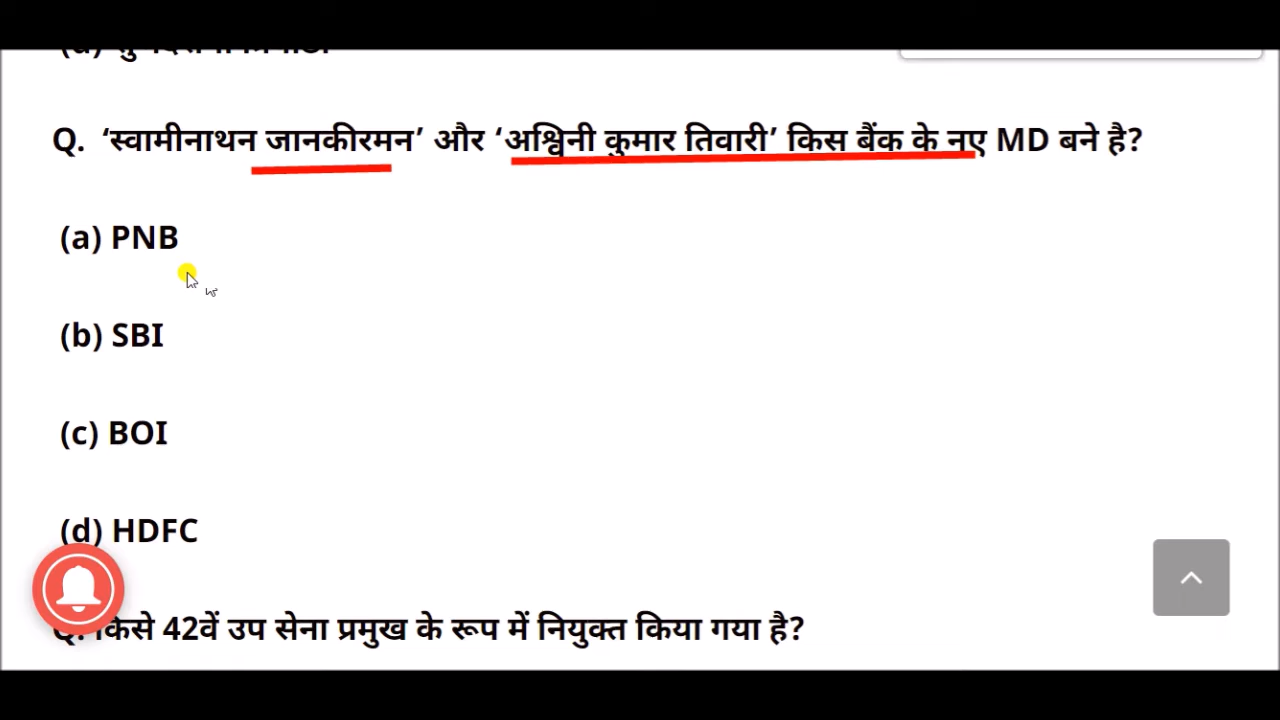 Q. ‘स्वामीनाथन जानकीरमन’ और ‘अश्विनी कुमार तिवारी’ किस बैंक के नए MD बने है?
(a) PNB
(b) SBI
(c) BOI
(d) HDFC
Q. किसे 42वें उप सेना प्रमुख के रूप में नियुक्त किया गया है?